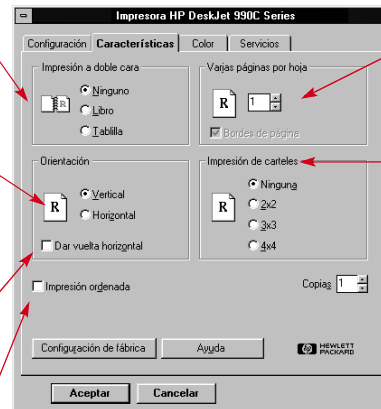 Impresora HP DeskJet 990C Series
Configuración Características Color Servicios
Impresión a doble cara
R
Ninguno
Libro
Tablilla
Varias páginas por hoja
R
1
Bordes de página
Orientación
R
Vertical
Horizontal
Dar vuelta horizontal
Impresión de carteles
R
Ninguna
2x2
3x3
4x4
Impresión ordenada
Copias 1
Configuración de fábrica Ayuda
hp HEWLETT PACKARD
Aceptar Cancelar